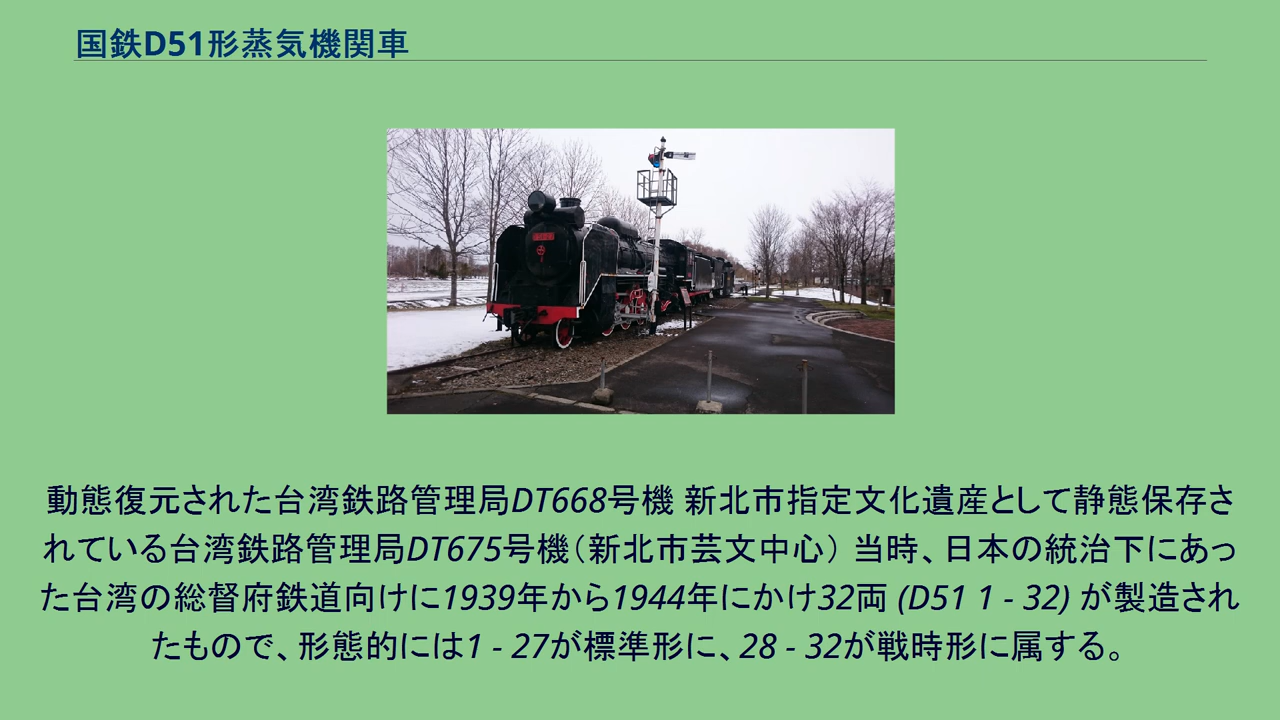 国鉄D51形蒸気機関車
動態復元された台湾鉄路管理局DT668号機 新北市指定文化遺産として静態保存さ
れている台湾鉄路管理局DT675号機（新北市芸文中心） 当時、日本の統治下にあっ
た台湾の総督府鉄道向けに1939年から1944年にかけ32両 (D51 1 - 32) が製造され
たもので、形態的には1 - 27が標準形に、28 - 32が戦時形に属する。